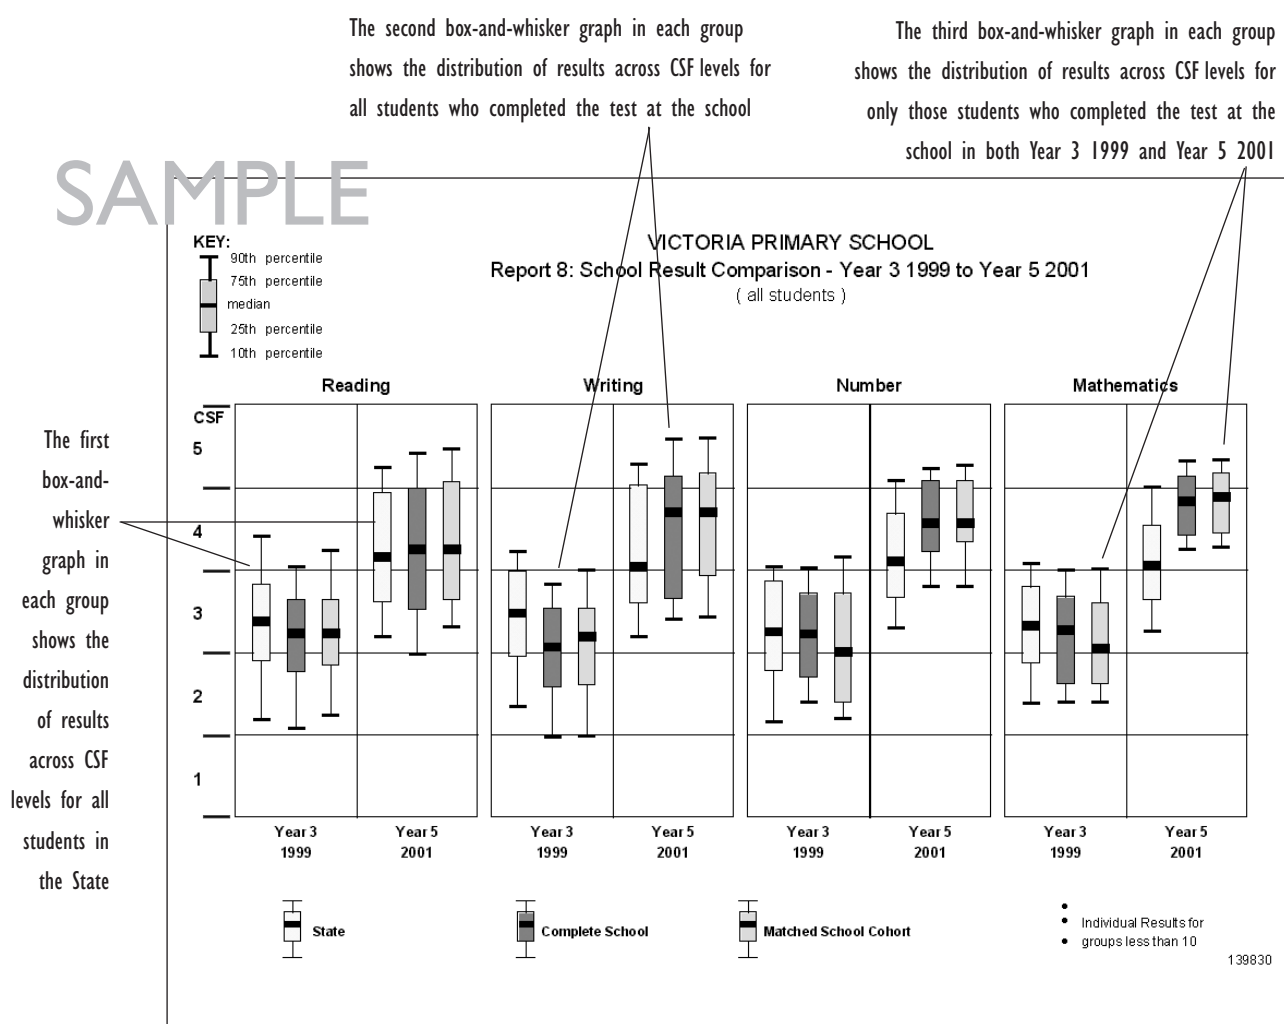 The second box-and-whisker graph in each group
shows the distribution of results across CSF levels for
all students who completed the test at the school
The third box-and-whisker graph in each group
shows the distribution of results across CSF levels for
only those students who completed the test at the
school in both Year 3 1999 and Year 5 2001
SAMPLE
KEY:
90th percentile
75th percentile
median
25th percentile
10th percentile
VICTORIA PRIMARY SCHOOL
Report 8: School Result Comparison - Year 3 1999 to Year 5 2001
( all students )
Reading
Writing
Number
Mathematics
CSF
5
4
3
2
1
The first
box-and-
whisker
graph in
each group
shows the
distribution
of results
across CSF
levels for all
students in
the State
Year 3
1999
Year 5
2001
Year 3
1999
Year 5
2001
Year 3
1999
Year 5
2001
Year 3
1999
Year 5
2001
State
Complete School
Matched School Cohort
Individual Results for
groups less than 10
139830